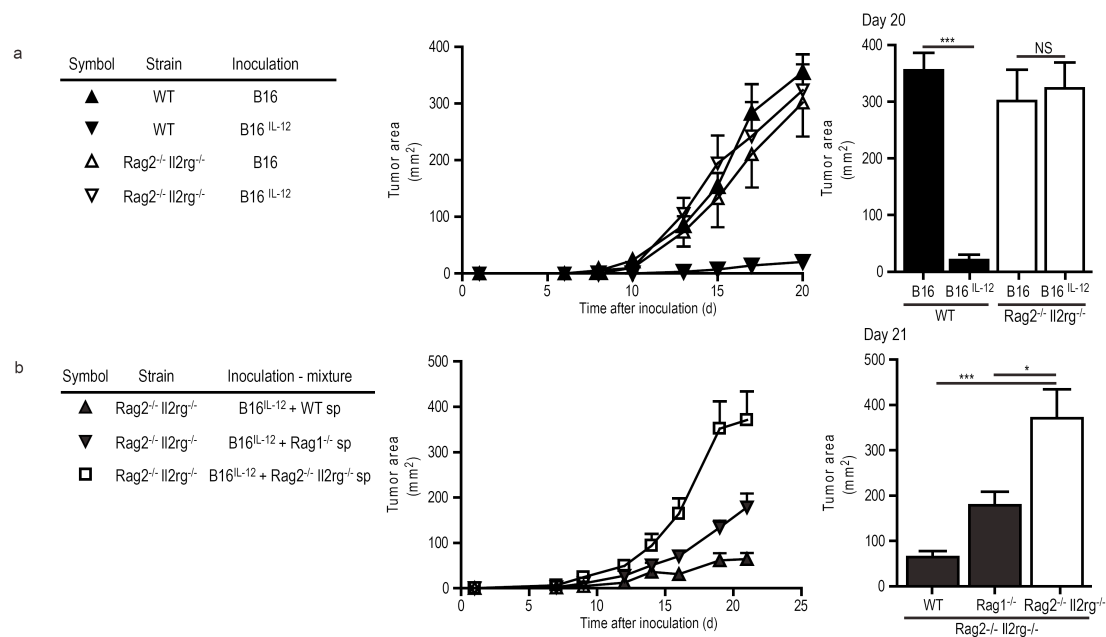 a
Symbol Strain Inoculation
WT B16
WT B16 IL-12
Rag2-/- Il2rg-/- B16
Rag2-/- Il2rg-/- B16 IL-12
Tumor area
(mm2)
400
300
200
100
0
0 5 10 15 20
Time after inoculation (d)
Day 20
Tumor area
(mm2)
400
300
200
100
0
*** NS
B16 B16 IL-12 B16 B16 IL-12
WT Rag2-/- Il2rg-/-
b
Symbol Strain Inoculation - mixture
Rag2-/- Il2rg-/- B16IL-12 + WT sp
Rag2-/- Il2rg-/- B16IL-12 + Rag1-/- sp
Rag2-/- Il2rg-/- B16IL-12 + Rag2-/- Il2rg-/- sp
Tumor area
(mm2)
500
400
300
200
100
0
0 5 10 15 20 25
Time after inoculation (d)
Day 21
Tumor area
(mm2)
500
400
300
200
100
0
*** *
WT Rag1-/- Rag2-/- Il2rg-/-
Rag2-/- Il2rg-/-